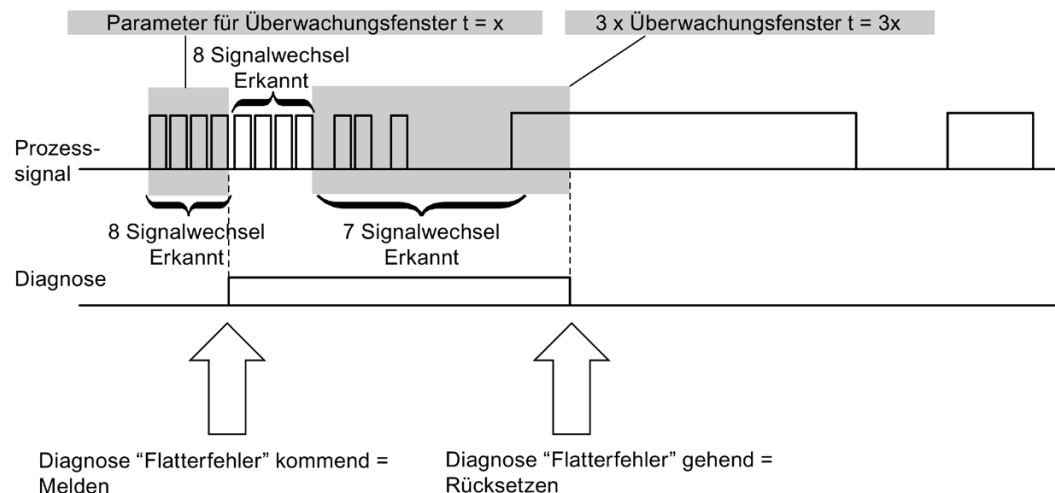 Parameter für Überwachungsfenster t = x
3 x Überwachungsfenster t = 3x
8 Signalwechsel
Erkannt
Prozess-
signal
8 Signalwechsel
Erkannt
7 Signalwechsel
Erkannt
Diagnose
Diagnose “Flatterfehler” kommend =
Melden
Diagnose “Flatterfehler” gehend =
Rücksetzen